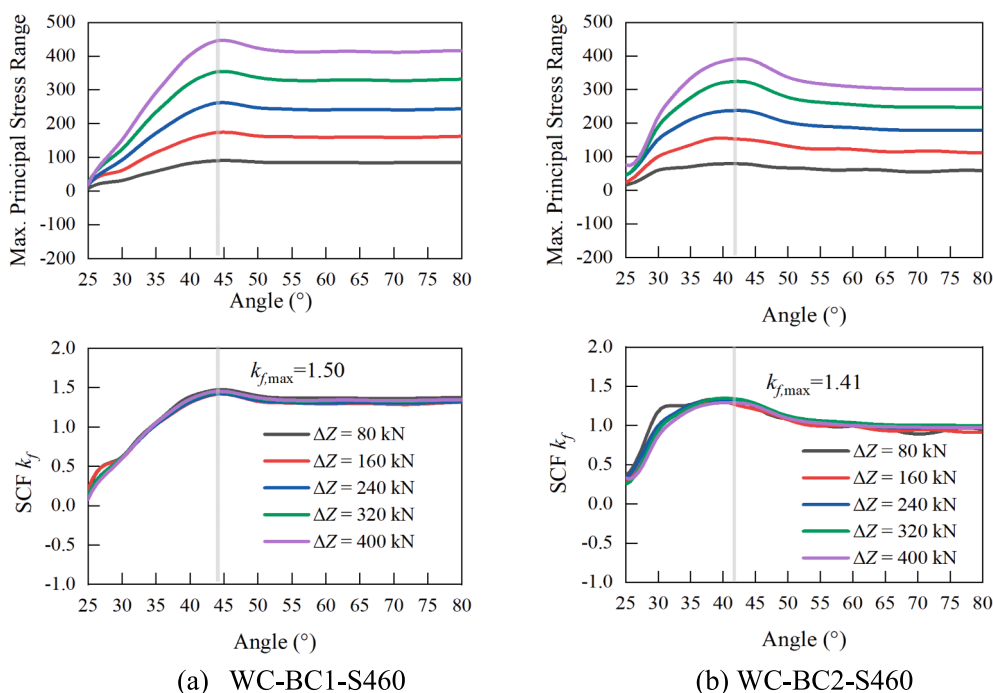 500
400
300
200
100
0
-100
-200
Max. Principal Stress Range
25 30 35 40 45 50 55 60 65 70 75 80
Angle (°)
2.0
1.5
1.0
0.5
0.0
-0.5
-1.0
SCF kf
kf,max=1.50
ΔZ = 80 kN
ΔZ = 160 kN
ΔZ = 240 kN
ΔZ = 320 kN
ΔZ = 400 kN
25 30 35 40 45 50 55 60 65 70 75 80
Angle (°)
(a) WC-BC1-S460
500
400
300
200
100
0
-100
-200
Max. Principal Stress Range
25 30 35 40 45 50 55 60 65 70 75 80
Angle (°)
2.0
1.5
1.0
0.5
0.0
-0.5
-1.0
SCF kf
kf,max=1.41
ΔZ = 80 kN
ΔZ = 160 kN
ΔZ = 240 kN
ΔZ = 320 kN
ΔZ = 400 kN
25 30 35 40 45 50 55 60 65 70 75 80
Angle (°)
(b) WC-BC2-S460